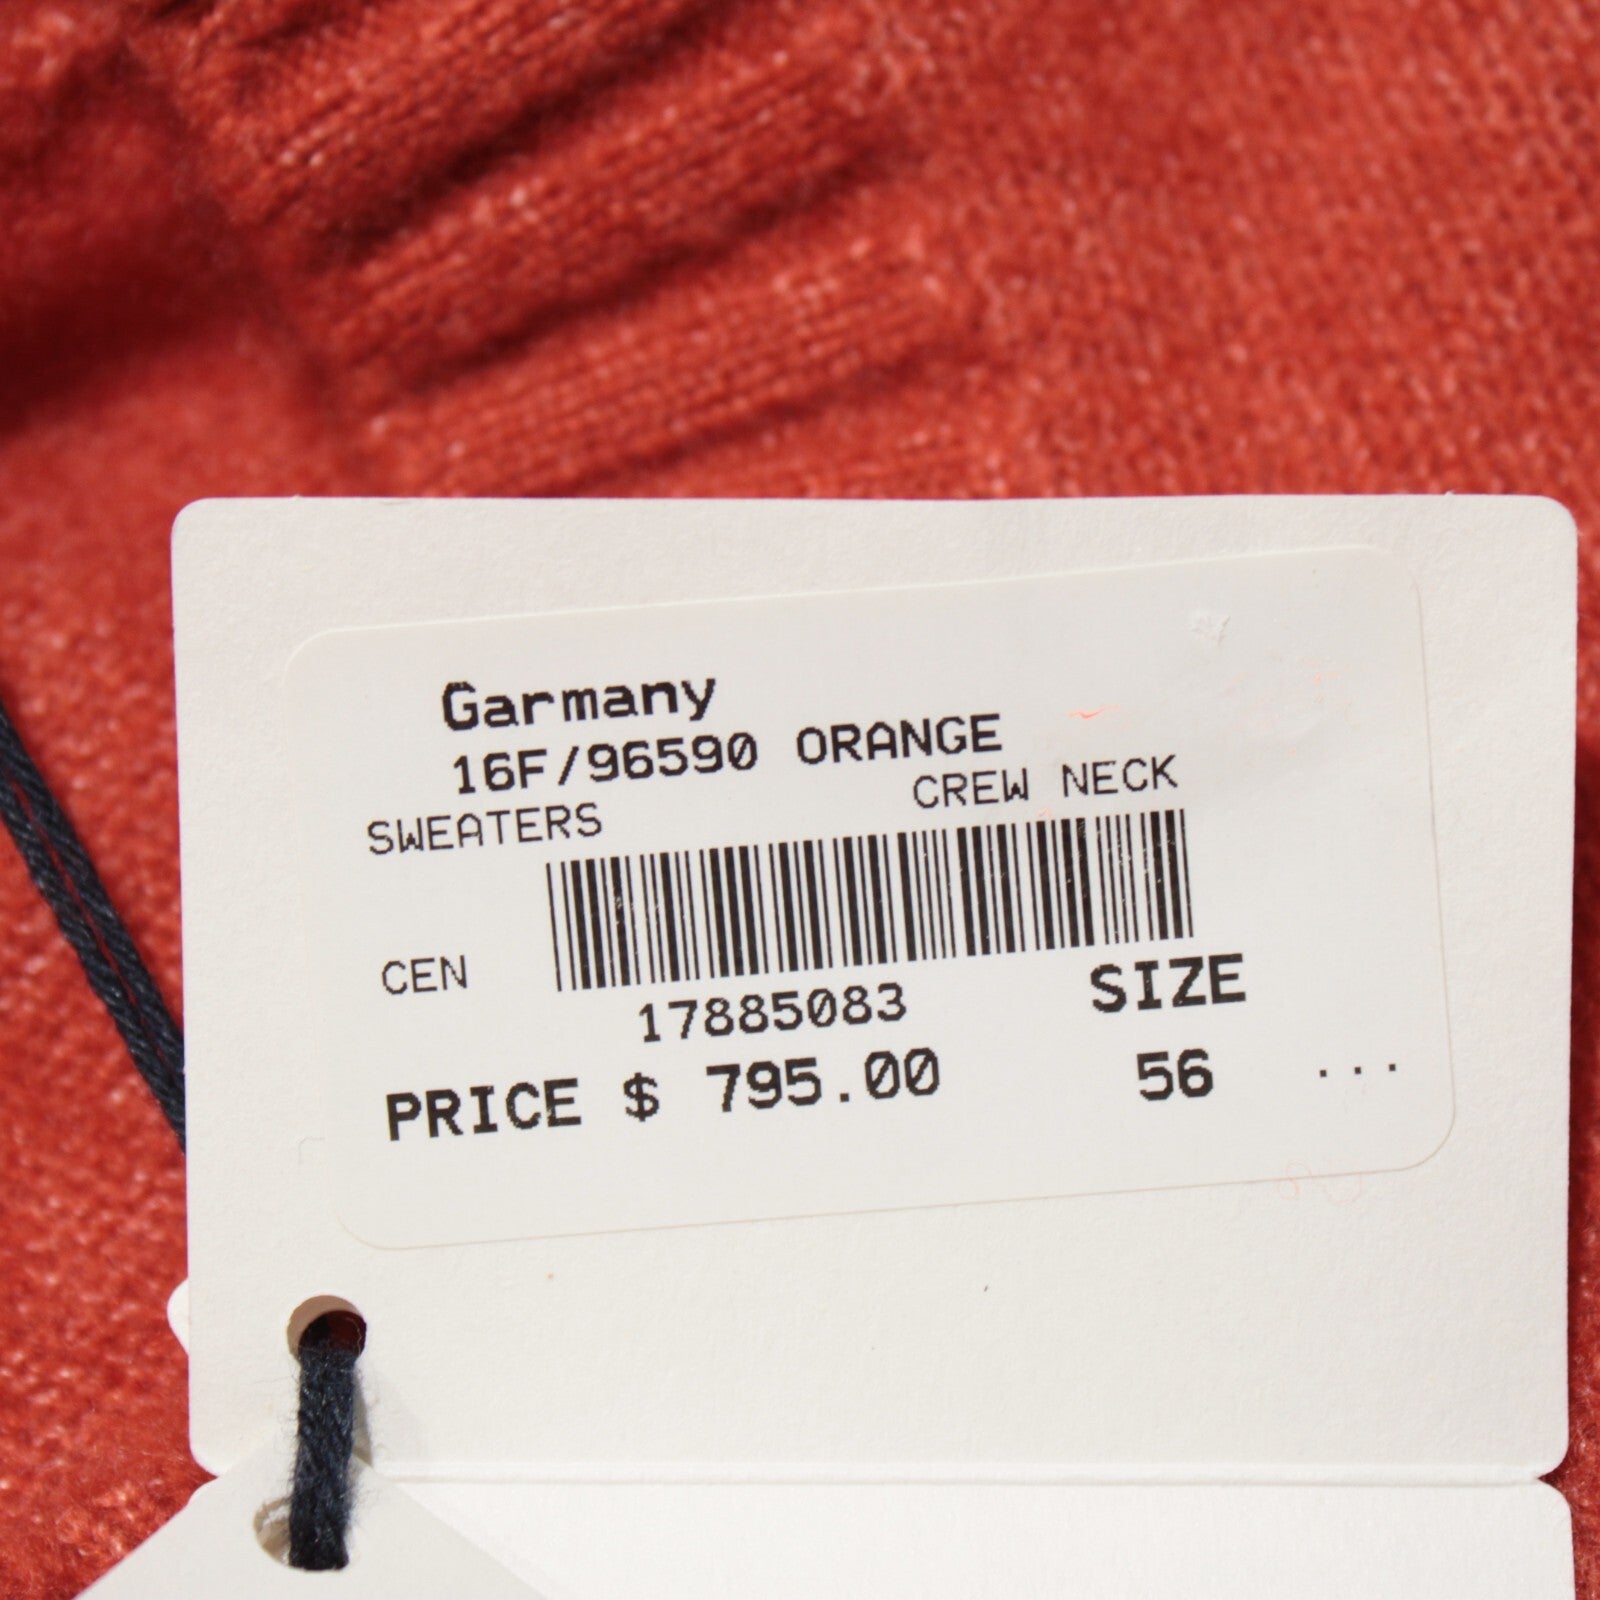 Garmany
16F/96590 ORANGE
SWEATERS CREW NECK
CEN
17885083 SIZE
PRICE $ 795.00 56 ...